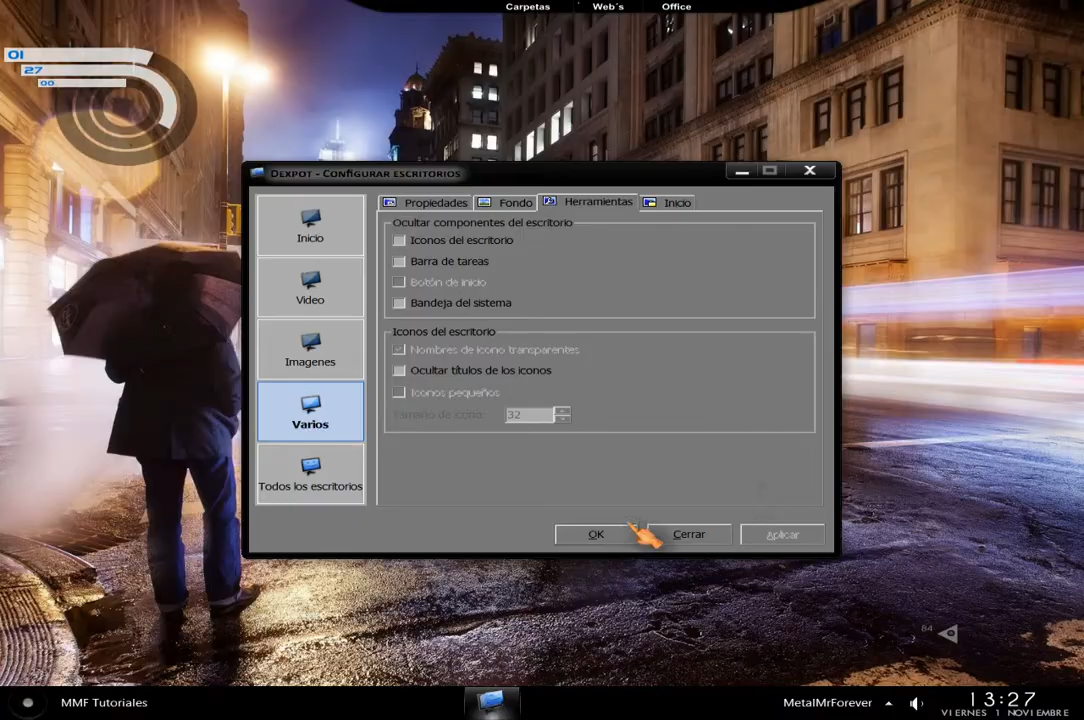 Carpetas
Web´s
Office
01
27
00
Dexpot - Configurar escritorios
Inicio
Video
Imagenes
Varios
Todos los escritorios
Propiedades
Fondo
Herramientas
Inicio
Ocultar componentes del escritorio
Iconos del escritorio
Barra de tareas
Botón de inicio
Bandeja del sistema
Iconos del escritorio
Nombres de icono transparentes
Ocultar títulos de los iconos
Iconos pequeños
Tamaño de icono:
32
OK
Cerrar
Aplicar
84
MMF Tutoriales
MetalMrForever
13:27
VIERNES 1 NOVIEMBRE